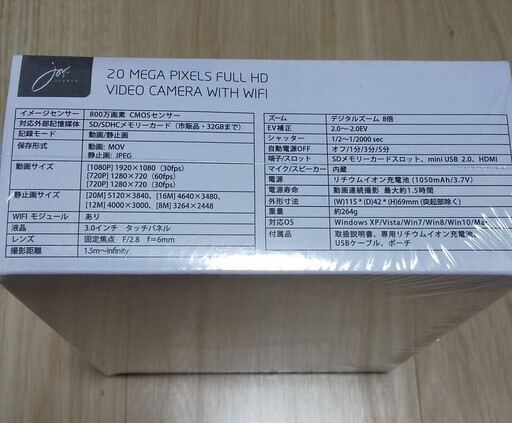 joy
20 MEGA PIXELS FULL HD
VIDEO CAMERA WITH WIFI
イメージセンサー 800万画素 CMOSセンサー
対応外部記憶媒体 SD/SDHCメモリーカード（市販品・32GBまで）
記録モード 動画/静止画
保存形式 動画: MOV
静止画: JPEG
動画サイズ [1080P] 1920×1080 (30fps)
[720P] 1280×720 (60fps)
[720P] 1280×720 (30fps)
静止画サイズ [20M] 5120×3840、[16M] 4640×3480、
[12M] 4000×3000、[8M] 3264×2448
WIFI モジュール あり
液晶 3.0インチ タッチパネル
レンズ 固定焦点 F/2.8 f=6mm
撮影距離 1.5m～infinity
ズーム デジタルズーム 8倍
EV補正 2.0～-2.0EV
シャッター 1/2～1/2000 sec
自動電源OFF オフ/1分/3分/5分
端子/スロット SDメモリーカードスロット、mini USB 2.0、HDMI
マイク/スピーカー 内蔵
電源 リチウムイオン充電池 (1050mAh/3.7V)
電源寿命 動画連続撮影 最大約1.5時間
外形寸法 (W)115*(D)42*(H)69mm (突起部除く)
重量 約264g
対応OS Windows XP/Vista/Win7/Win8/Win10/Mac
付属品 取扱説明書、専用リチウムイオン充電池、
USBケーブル、ポーチ